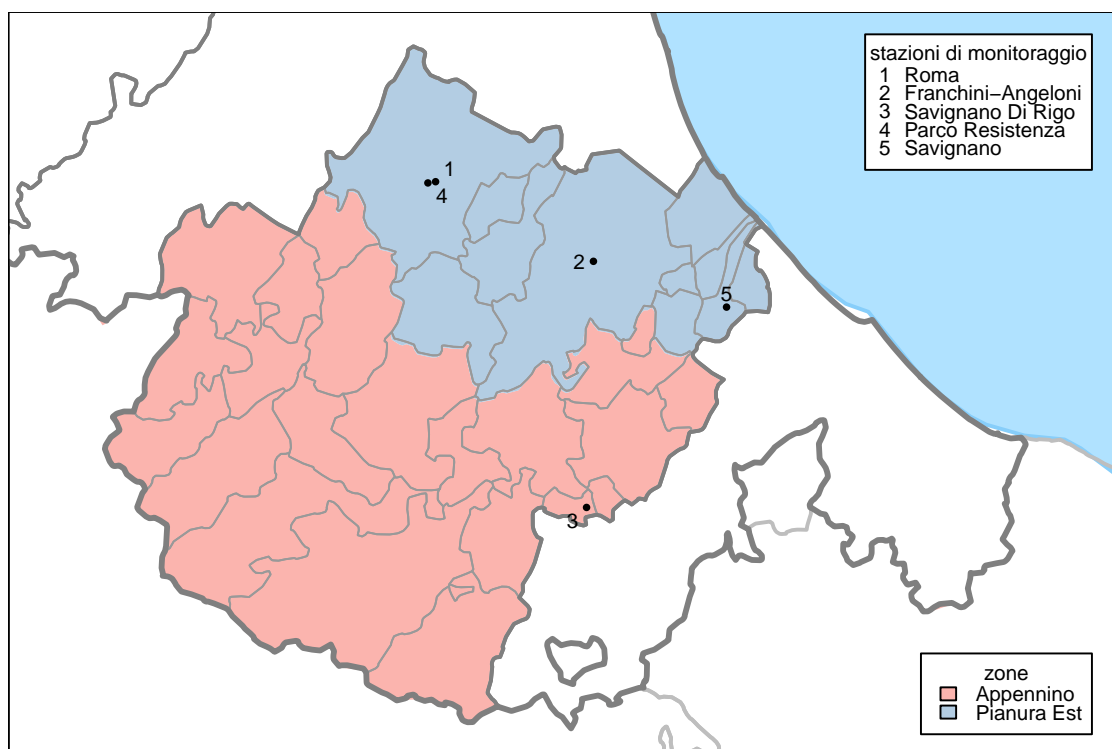 stazioni di monitoraggio
1 Roma
2 Franchini−Angeloni
3 Savignano Di Rigo
4 Parco Resistenza
5 Savignano
1
4
2
5
3
zone
Appennino
Pianura Est